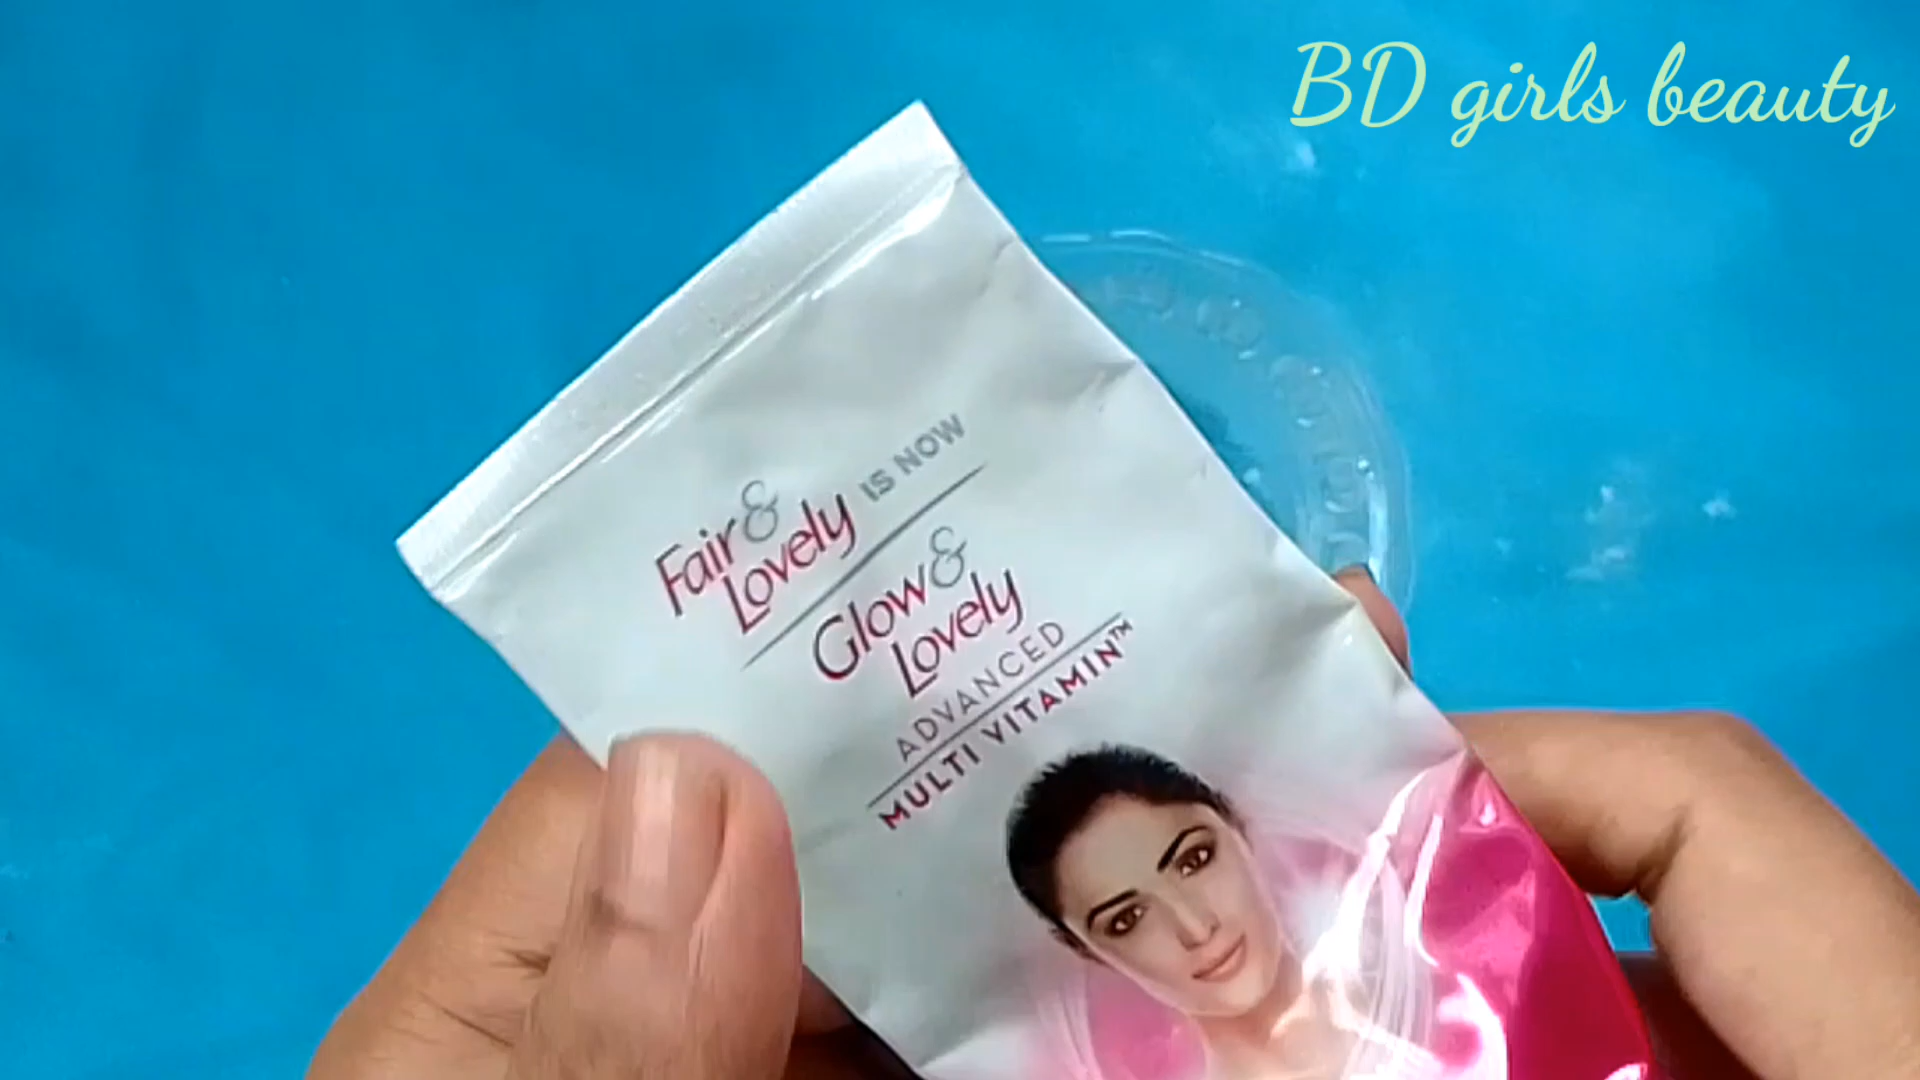 BD girls beauty
Fair &
Lovely IS NOW
Glow &
Lovely
ADVANCED
MULTI VITAMIN™